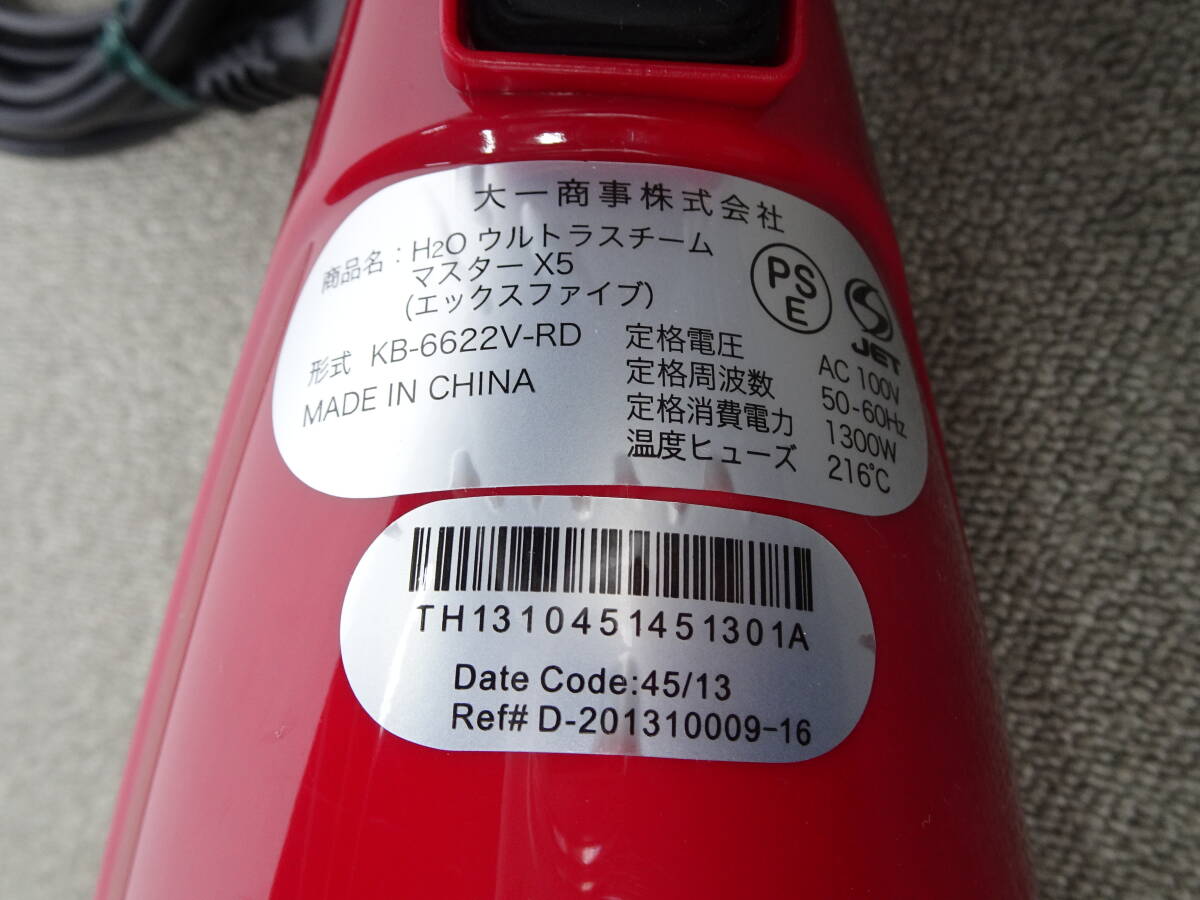 大一商事株式会社
商品名：H2O ウルトラスチーム
マスター X5
(エックスファイブ)
形式 KB-6622V-RD
MADE IN CHINA
PS
E
JET
定格電圧 AC 100V
定格周波数 50-60Hz
定格消費電力 1300W
温度ヒューズ 216℃
TH1310451451301A
Date Code:45/13
Ref# D-201310009-16